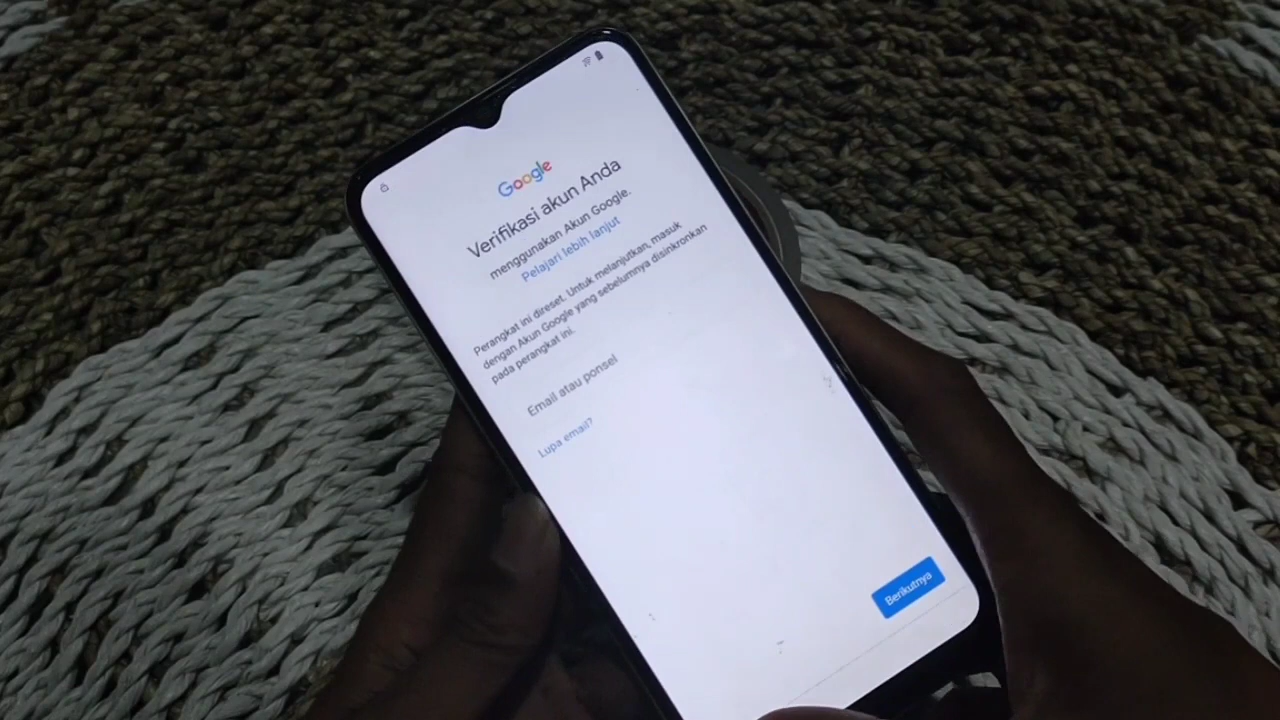 Google
Verifikasi akun Anda
menggunakan Akun Google.
Pelajari lebih lanjut
Perangkat ini direset. Untuk melanjutkan, masuk
dengan Akun Google yang sebelumnya disinkronkan
pada perangkat ini.
Email atau ponsel
Lupa email?
Berikutnya